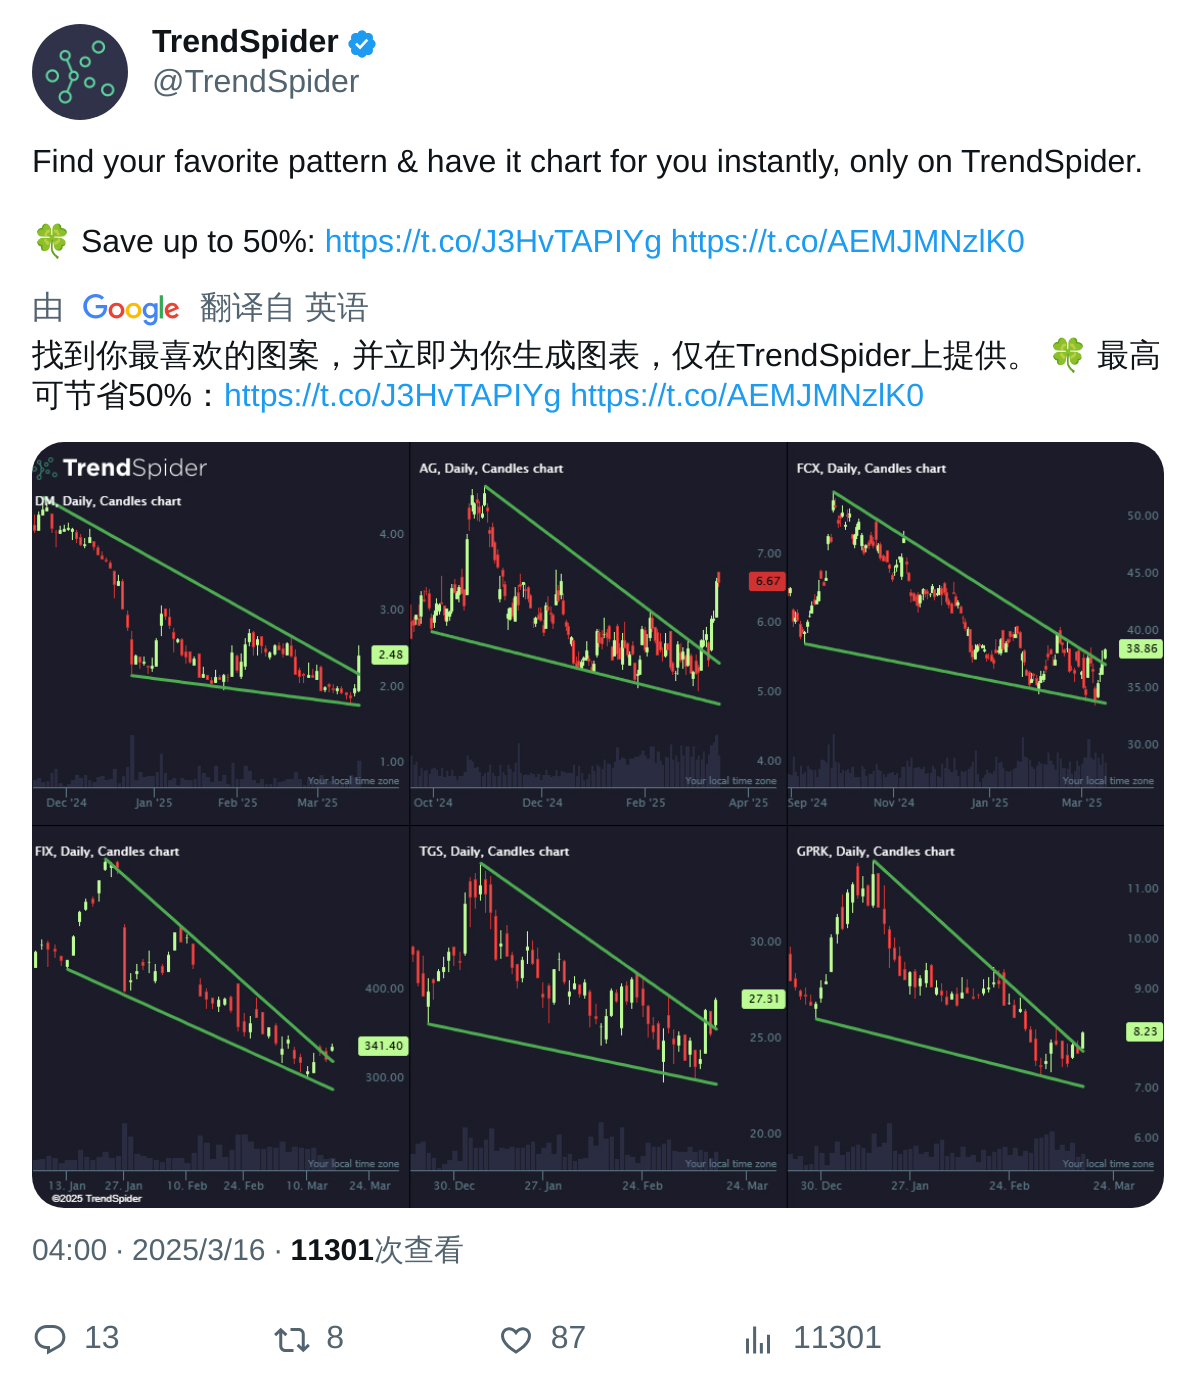 TrendSpider
@TrendSpider
Find your favorite pattern & have it chart for you instantly, only on TrendSpider.
🍀 Save up to 50%: https://t.co/J3HvTAPIYg https://t.co/AEMJMNzlK0
由 Google 翻译自 英语
找到你最喜欢的图案，并立即为你生成图表，仅在TrendSpider上提供。 🍀 最高
可节省50%：https://t.co/J3HvTAPIYg https://t.co/AEMJMNzlK0
TrendSpider
DM, Daily, Candles chart
4.00
3.00
2.48
2.00
1.00
Your local time zone
Dec '24 Jan '25 Feb '25 Mar '25
AG, Daily, Candles chart
7.00
6.67
6.00
5.00
4.00
Your local time zone
Oct '24 Dec '24 Feb '25 Apr '25
FCX, Daily, Candles chart
50.00
45.00
40.00
38.86
35.00
30.00
Your local time zone
Sep '24 Nov '24 Jan '25 Mar '25
FIX, Daily, Candles chart
400.00
341.40
300.00
Your local time zone
13. Jan 27. Jan 10. Feb 24. Feb 10. Mar 24. Mar
©2025 TrendSpider
TGS, Daily, Candles chart
30.00
27.31
25.00
20.00
Your local time zone
30. Dec 27. Jan 24. Feb 24. Mar
GPRK, Daily, Candles chart
11.00
10.00
9.00
8.23
7.00
6.00
Your local time zone
30. Dec 27. Jan 24. Feb 24. Mar
04:00 · 2025/3/16 · 11301次查看
13 8 87 11301